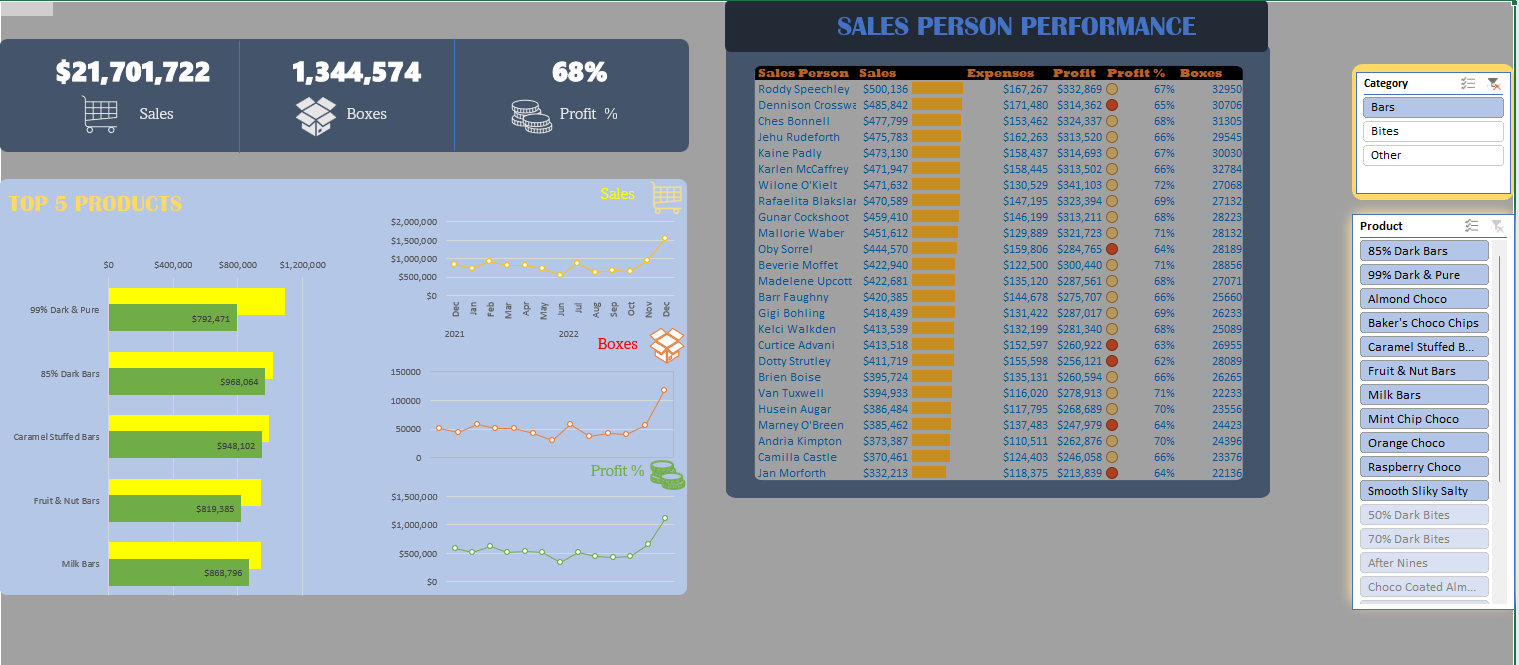 $21,701,722 1,344,574 68%
Sales Boxes Profit %
TOP 5 PRODUCTS
$0 $400,000 $800,000 $1,200,000
99% Dark & Pure $792,471
85% Dark Bars $968,064
Caramel Stuffed Bars $948,102
Fruit & Nut Bars $819,385
Milk Bars $868,796
Sales
$2,000,000
$1,500,000
$1,000,000
$500,000
$0
Dec Jan Feb Mar Apr May Jun Jul Aug Sep Oct Nov Dec
2021 2022
Boxes
150000
100000
50000
0
Profit %
$1,500,000
$1,000,000
$500,000
$0
SALES PERSON PERFORMANCE
Sales Person Sales Expenses Profit Profit % Boxes
Roddy Speechley $500,136 $167,267 $332,869 67% 32950
Dennison Crosswa $485,842 $171,480 $314,362 65% 30706
Ches Bonnell $477,799 $153,462 $324,337 68% 31305
Jehu Rudeforth $475,783 $162,263 $313,520 66% 29545
Kaine Padly $473,130 $158,437 $314,693 67% 30030
Karlen McCaffrey $471,947 $158,445 $313,502 66% 32784
Wilone O'Kielt $471,632 $130,529 $341,103 72% 27068
Rafaelita Blakslar $470,589 $147,195 $323,394 69% 27132
Gunar Cockshoot $459,410 $146,199 $313,211 68% 28223
Mallorie Waber $451,612 $129,889 $321,723 71% 28132
Oby Sorrel $444,570 $159,806 $284,765 64% 28189
Beverie Moffet $422,940 $122,500 $300,440 71% 28856
Madelene Upcott $422,681 $135,120 $287,561 68% 27071
Barr Faughny $420,385 $144,678 $275,707 66% 25660
Gigi Bohling $418,439 $131,422 $287,017 69% 26233
Kelci Walkden $413,539 $132,199 $281,340 68% 25089
Curtice Advani $413,518 $152,597 $260,922 63% 26955
Dotty Strutley $411,719 $155,598 $256,121 62% 28089
Brien Boise $395,724 $135,131 $260,594 66% 26265
Van Tuxwell $394,933 $116,020 $278,913 71% 22233
Husein Augar $386,484 $117,795 $268,689 70% 23556
Marney O'Breen $385,462 $137,483 $247,979 64% 24423
Andria Kimpton $373,387 $110,511 $262,876 70% 24396
Camilla Castle $370,461 $124,403 $246,058 66% 23376
Jan Morforth $332,213 $118,375 $213,839 64% 22136
Category
Bars
Bites
Other
Product
85% Dark Bars
99% Dark & Pure
Almond Choco
Baker's Choco Chips
Caramel Stuffed B...
Fruit & Nut Bars
Milk Bars
Mint Chip Choco
Orange Choco
Raspberry Choco
Smooth Sliky Salty
50% Dark Bites
70% Dark Bites
After Nines
Choco Coated Alm...